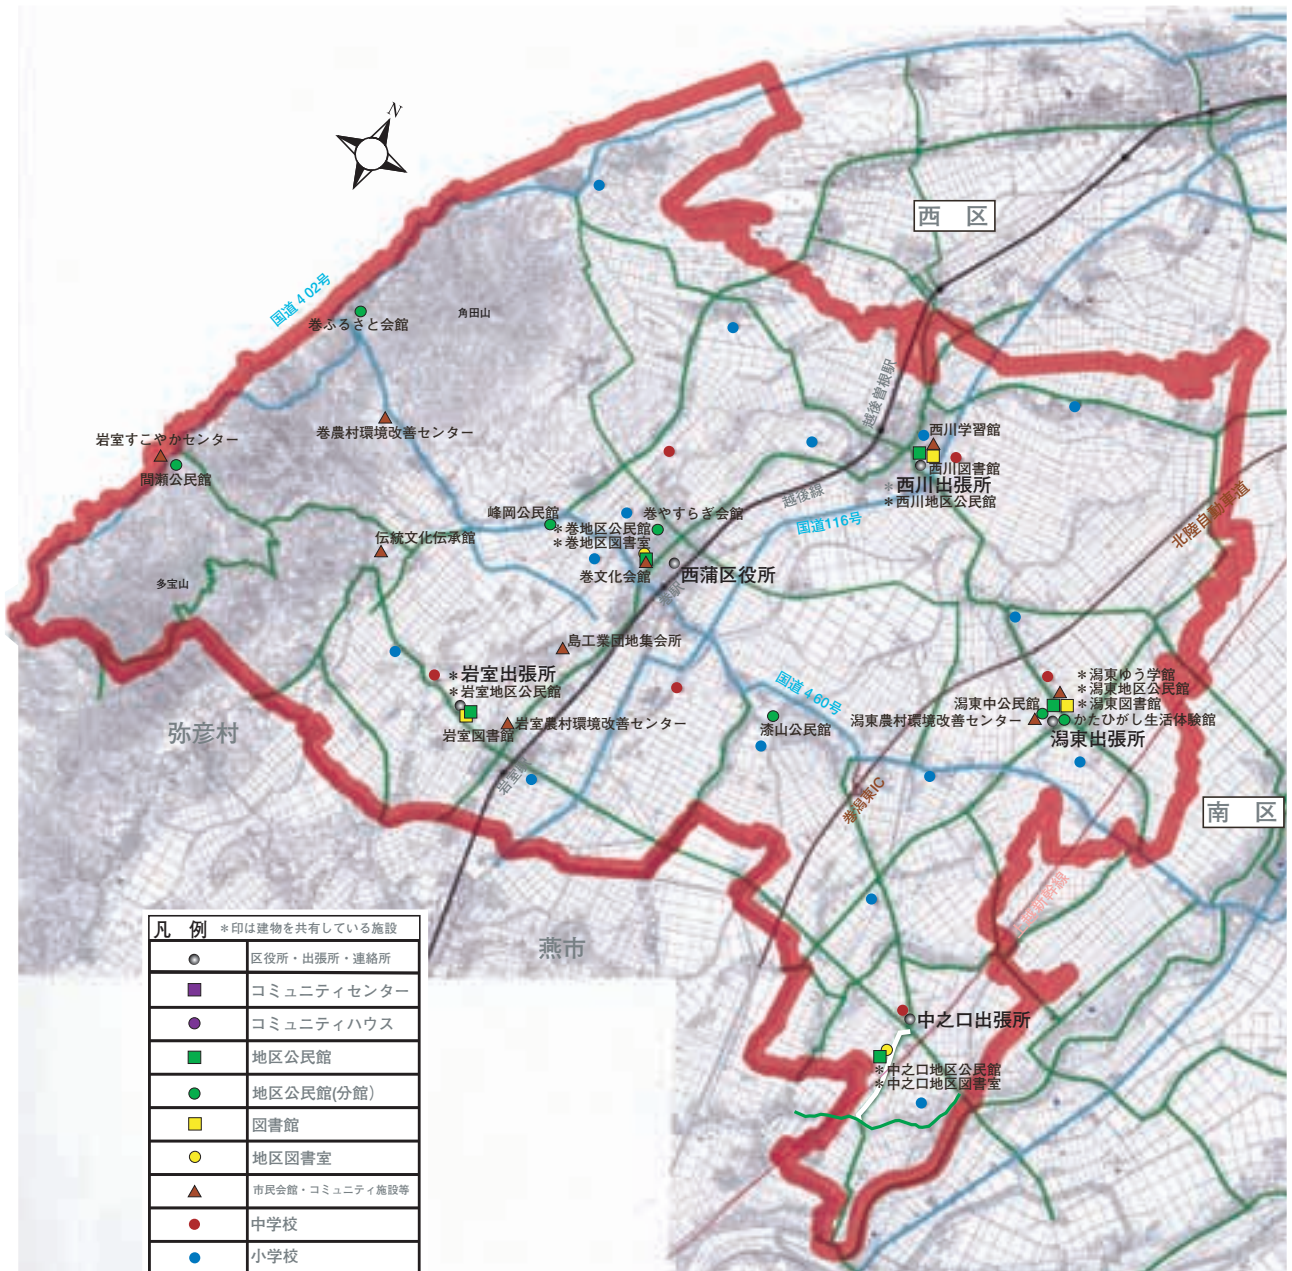 N
西　区
国道４02号
角田山
巻ふるさと会館
越後曽根駅
巻農村環境改善センター
岩室すこやかセンター
間瀬公民館
西川学習館
西川図書館
＊西川出張所
＊西川地区公民館
越後線
国道116号
北陸自動車道
峰岡公民館
巻やすらぎ会館
＊巻地区公民館
＊巻地区図書室
巻文化会館
西蒲区役所
巻駅
伝統文化伝承館
多宝山
島工業団地集会所
＊岩室出張所
＊岩室地区公民館
岩室図書館
岩室農村環境改善センター
国道４60号
漆山公民館
＊潟東ゆう学館
＊潟東地区公民館
＊潟東図書館
潟東中公民館
潟東農村環境改善センター
かたひがし生活体験館
潟東出張所
弥彦村
巻潟東IC
南　区
燕市
中之口出張所
＊中之口地区公民館
＊中之口地区図書室
凡　例　＊印は建物を共有している施設
区役所・出張所・連絡所
コミュニティセンター
コミュニティハウス
地区公民館
地区公民館(分館）
図書館
地区図書室
市民会館・コミュニティ施設等
中学校
小学校